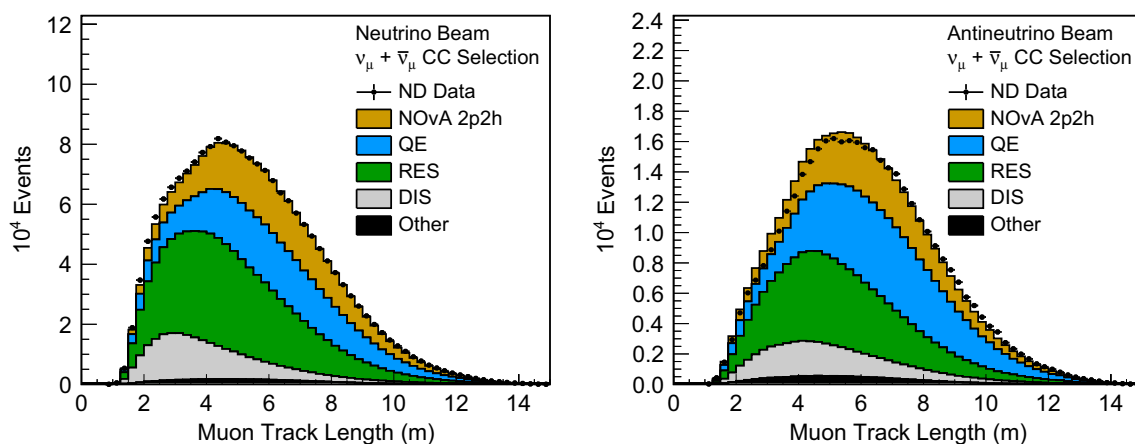 Neutrino Beam
ν_μ + ν̄_μ CC Selection
ND Data
NOvA 2p2h
QE
RES
DIS
Other
12
10
8
6
4
2
0
10⁴ Events
0 2 4 6 8 10 12 14
Muon Track Length (m)
Antineutrino Beam
ν_μ + ν̄_μ CC Selection
ND Data
NOvA 2p2h
QE
RES
DIS
Other
2.4
2.2
2.0
1.8
1.6
1.4
1.2
1.0
0.8
0.6
0.4
0.2
0.0
10⁴ Events
0 2 4 6 8 10 12 14
Muon Track Length (m)